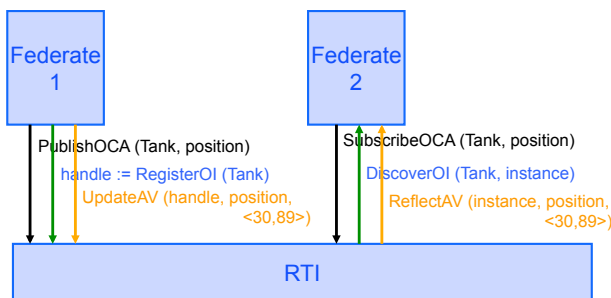 Federate
1
Federate
2
PublishOCA (Tank, position)
handle := RegisterOI (Tank)
UpdateAV (handle, position,
<30,89>)
SubscribeOCA (Tank, position)
DiscoverOI (Tank, instance)
ReflectAV (instance, position,
<30,89>)
RTI